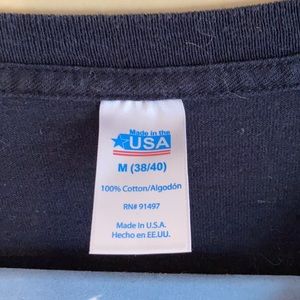 Made in the
USA
M (38/40)
100% Cotton/Algodón
RN# 91497
Made In U.S.A.
Hecho en EE.UU.